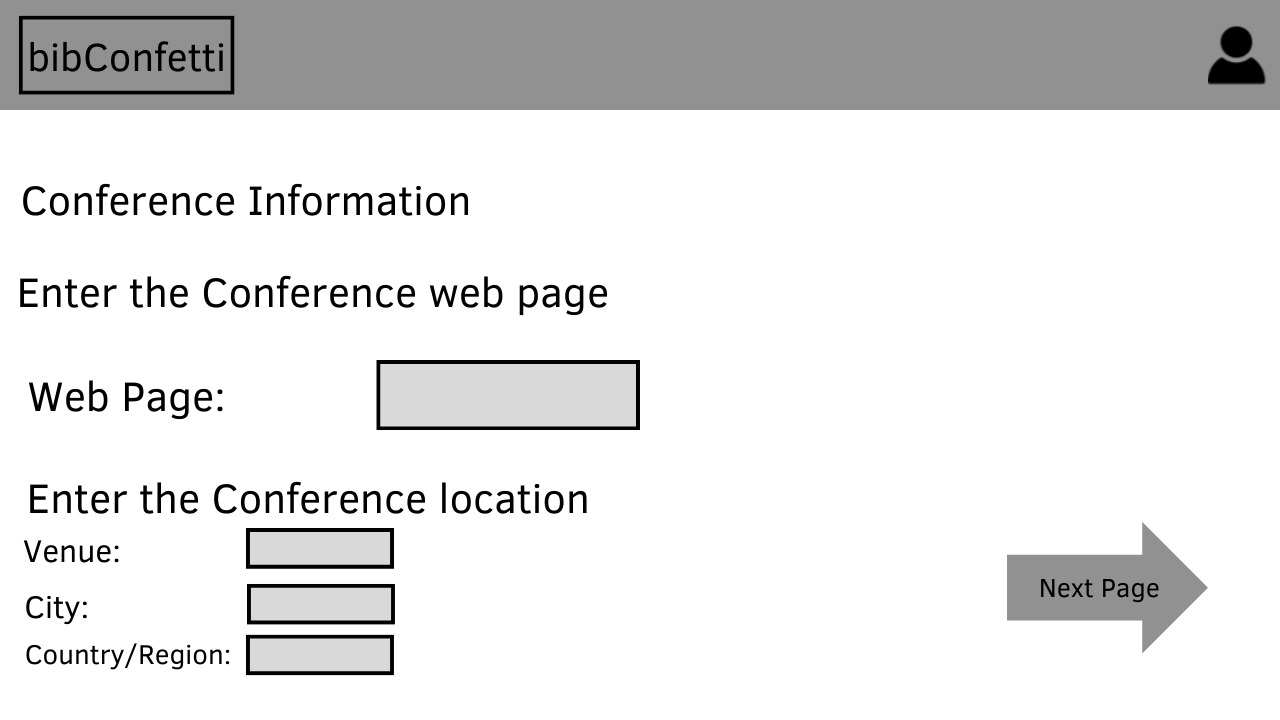 bibConfetti
Conference Information
Enter the Conference web page
Web Page:
Enter the Conference location
Venue:
City:
Next Page
Country/Region: